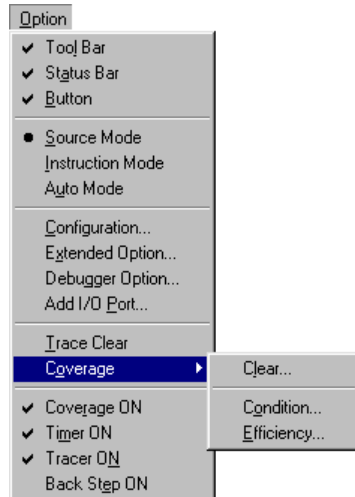 Option
Tool Bar
Status Bar
Button
Source Mode
Instruction Mode
Auto Mode
Configuration...
Extended Option...
Debugger Option...
Add I/O Port...
Trace Clear
Coverage
Clear...
Coverage ON
Condition...
Timer ON
Efficiency...
Tracer ON
Back Step ON